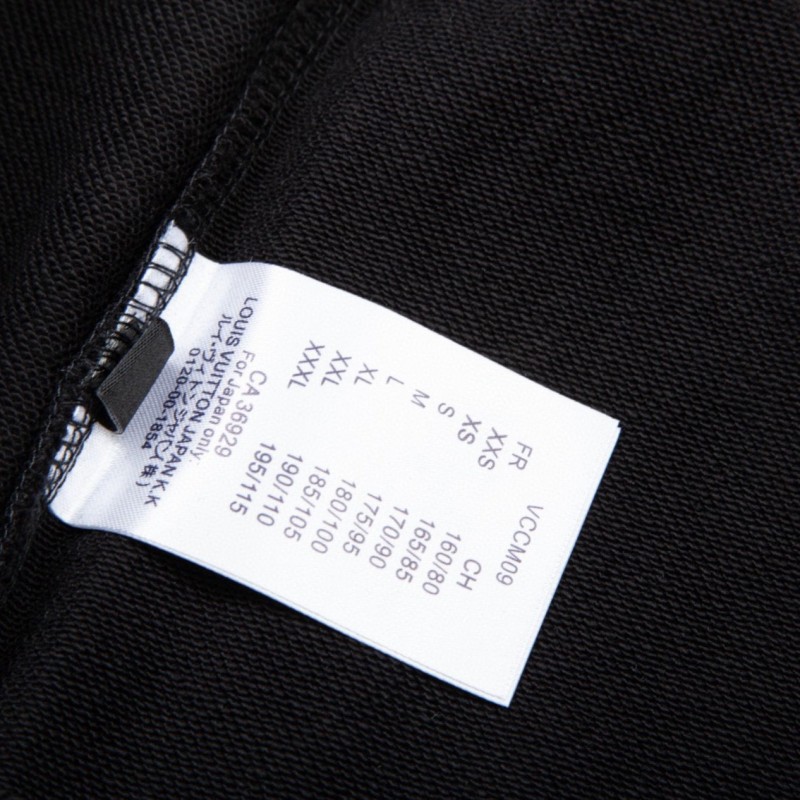 VCCM09
FR CH
XXS 160/80
XS 165/85
S 170/90
M 175/95
L 180/100
XL 185/105
XXL 190/110
XXXL 195/115
CA36929
For Japan only:
LOUIS VUITTON JAPAN K.K
ルイ・ヴィトンジャパン(株)
0120-00-1854